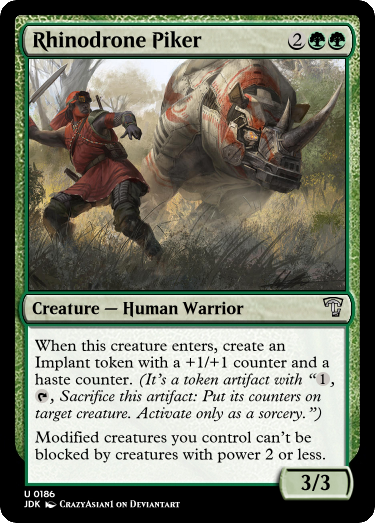 Rhinodrone Piker 2
Creature — Human Warrior
When this creature enters, create an
Implant token with a +1/+1 counter and a
haste counter. (It's a token artifact with “1,
, Sacrifice this artifact: Put its counters on
target creature. Activate only as a sorcery.”)
Modified creatures you control can't be
blocked by creatures with power 2 or less.
3/3
U 0186
JDK CrazyAsian1 on Deviantart